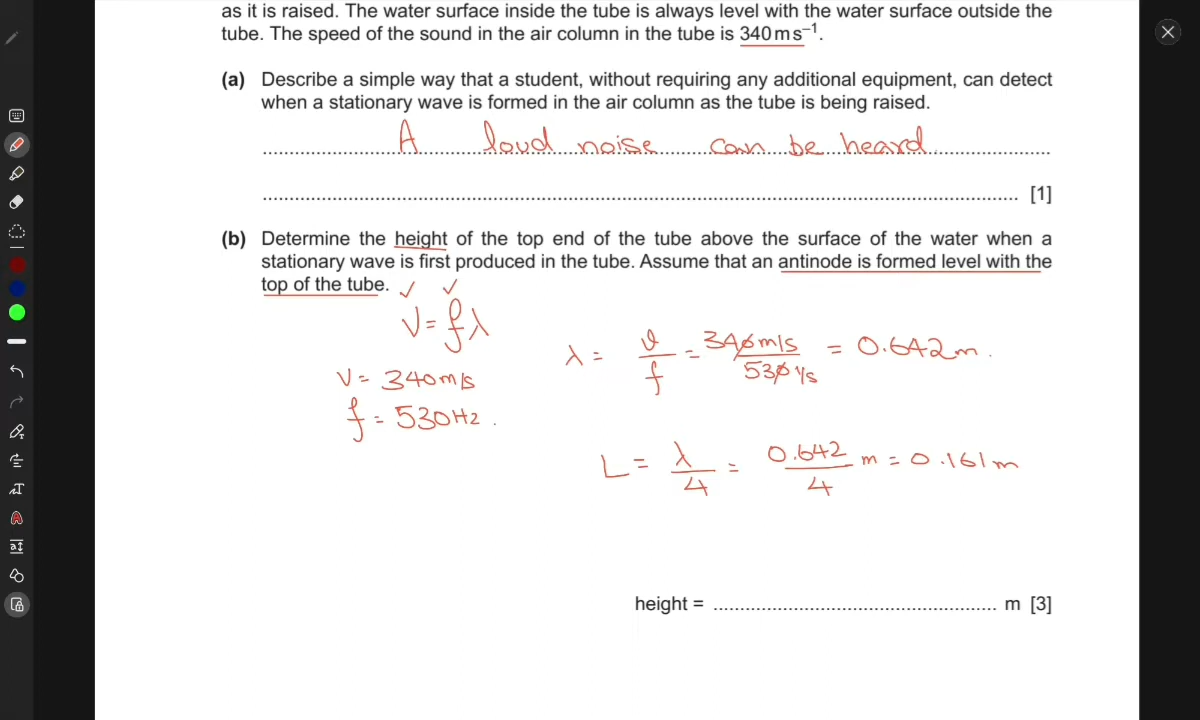 as it is raised. The water surface inside the tube is always level with the water surface outside the
tube. The speed of the sound in the air column in the tube is 340 m s⁻¹.
(a) Describe a simple way that a student, without requiring any additional equipment, can detect
when a stationary wave is formed in the air column as the tube is being raised.
A loud noise can be heard
[1]
(b) Determine the height of the top end of the tube above the surface of the water when a
stationary wave is first produced in the tube. Assume that an antinode is formed level with the
top of the tube.
V = fλ
λ = v/f = 340 m/s / 530 1/s = 0.642 m.
V = 340 m/s
f = 530 Hz.
L = λ/4 = 0.642/4 m = 0.161 m
height = ...................................................... m [3]